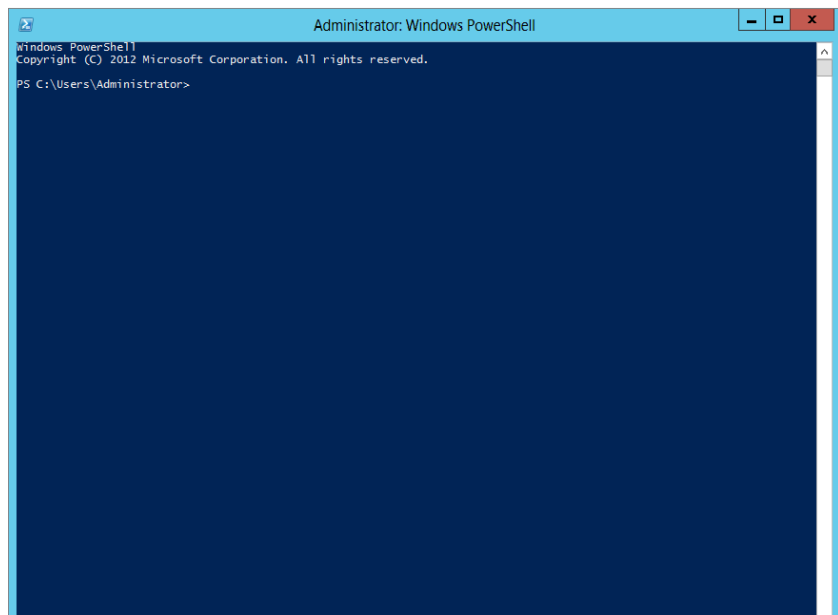 Administrator: Windows PowerShell
Windows PowerShell
Copyright (C) 2012 Microsoft Corporation. All rights reserved.
PS C:\Users\Administrator>